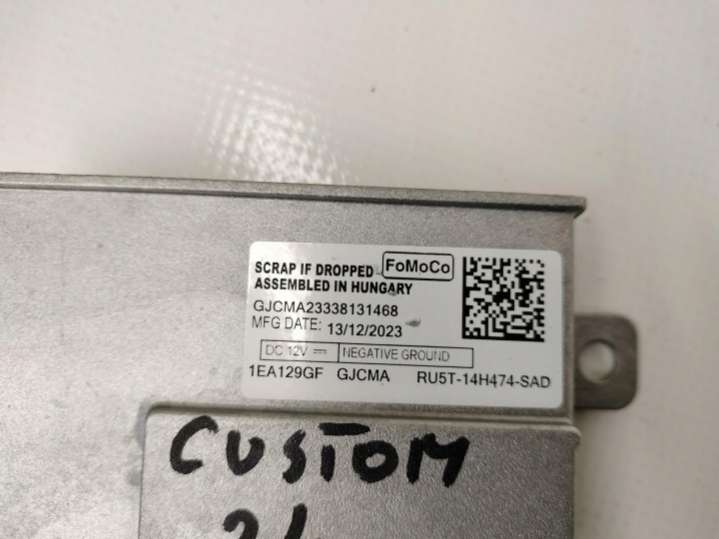 SCRAP IF DROPPED FoMoCo
ASSEMBLED IN HUNGARY
GJCMA23338131468
MFG DATE: 13/12/2023
DC 12V ⎓ NEGATIVE GROUND
1EA129GF GJCMA RU5T-14H474-SAD
CUSTOM